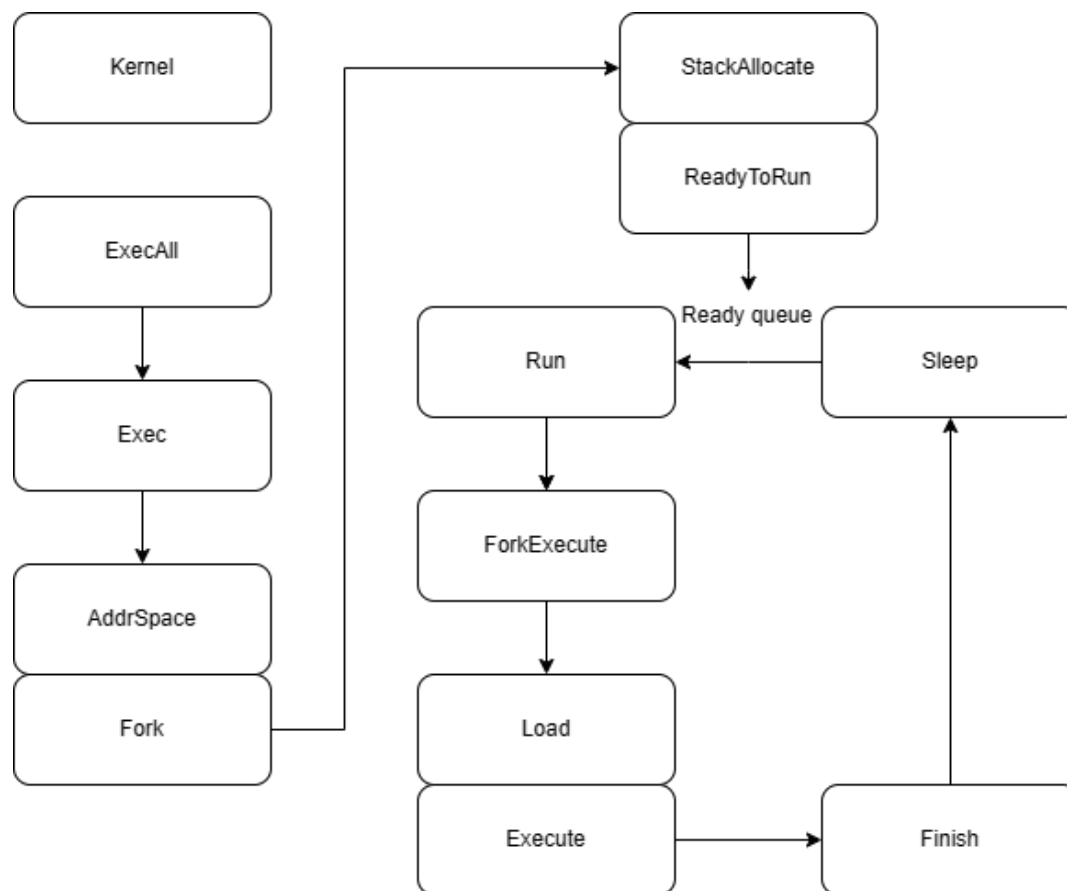 Kernel
ExecAll
Exec
AddrSpace
Fork
StackAllocate
ReadyToRun
Ready queue
Run
ForkExecute
Load
Execute
Finish
Sleep